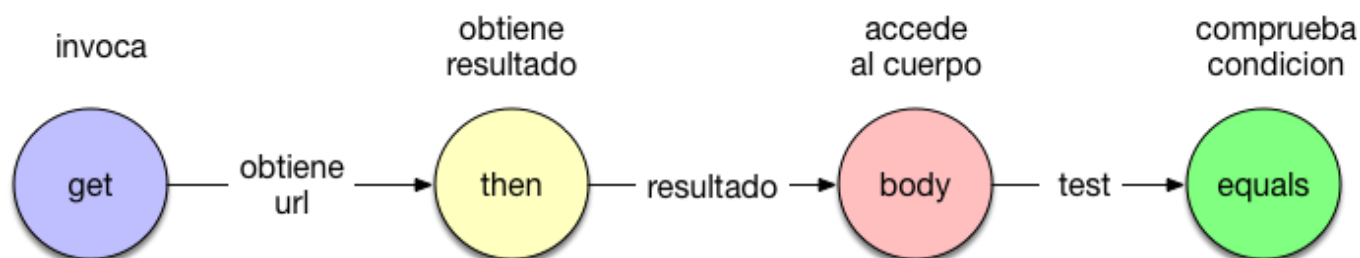 invoca
obtiene
resultado
accede
al cuerpo
comprueba
condicion
get
obtiene
url
then
resultado
body
test
equals